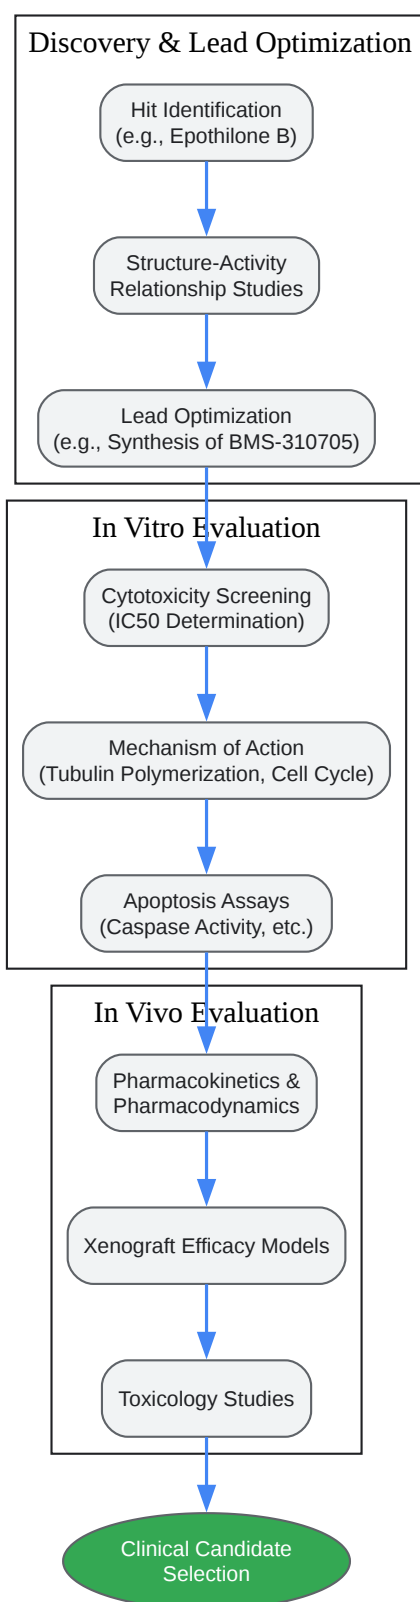 Discovery & Lead Optimization
Hit Identification
(e.g., Epothilone B)
Structure-Activity
Relationship Studies
Lead Optimization
(e.g., Synthesis of BMS-310705)
In Vitro Evaluation
Cytotoxicity Screening
(IC50 Determination)
Mechanism of Action
(Tubulin Polymerization, Cell Cycle)
Apoptosis Assays
(Caspase Activity, etc.)
In Vivo Evaluation
Pharmacokinetics &
Pharmacodynamics
Xenograft Efficacy Models
Toxicology Studies
Clinical Candidate
Selection